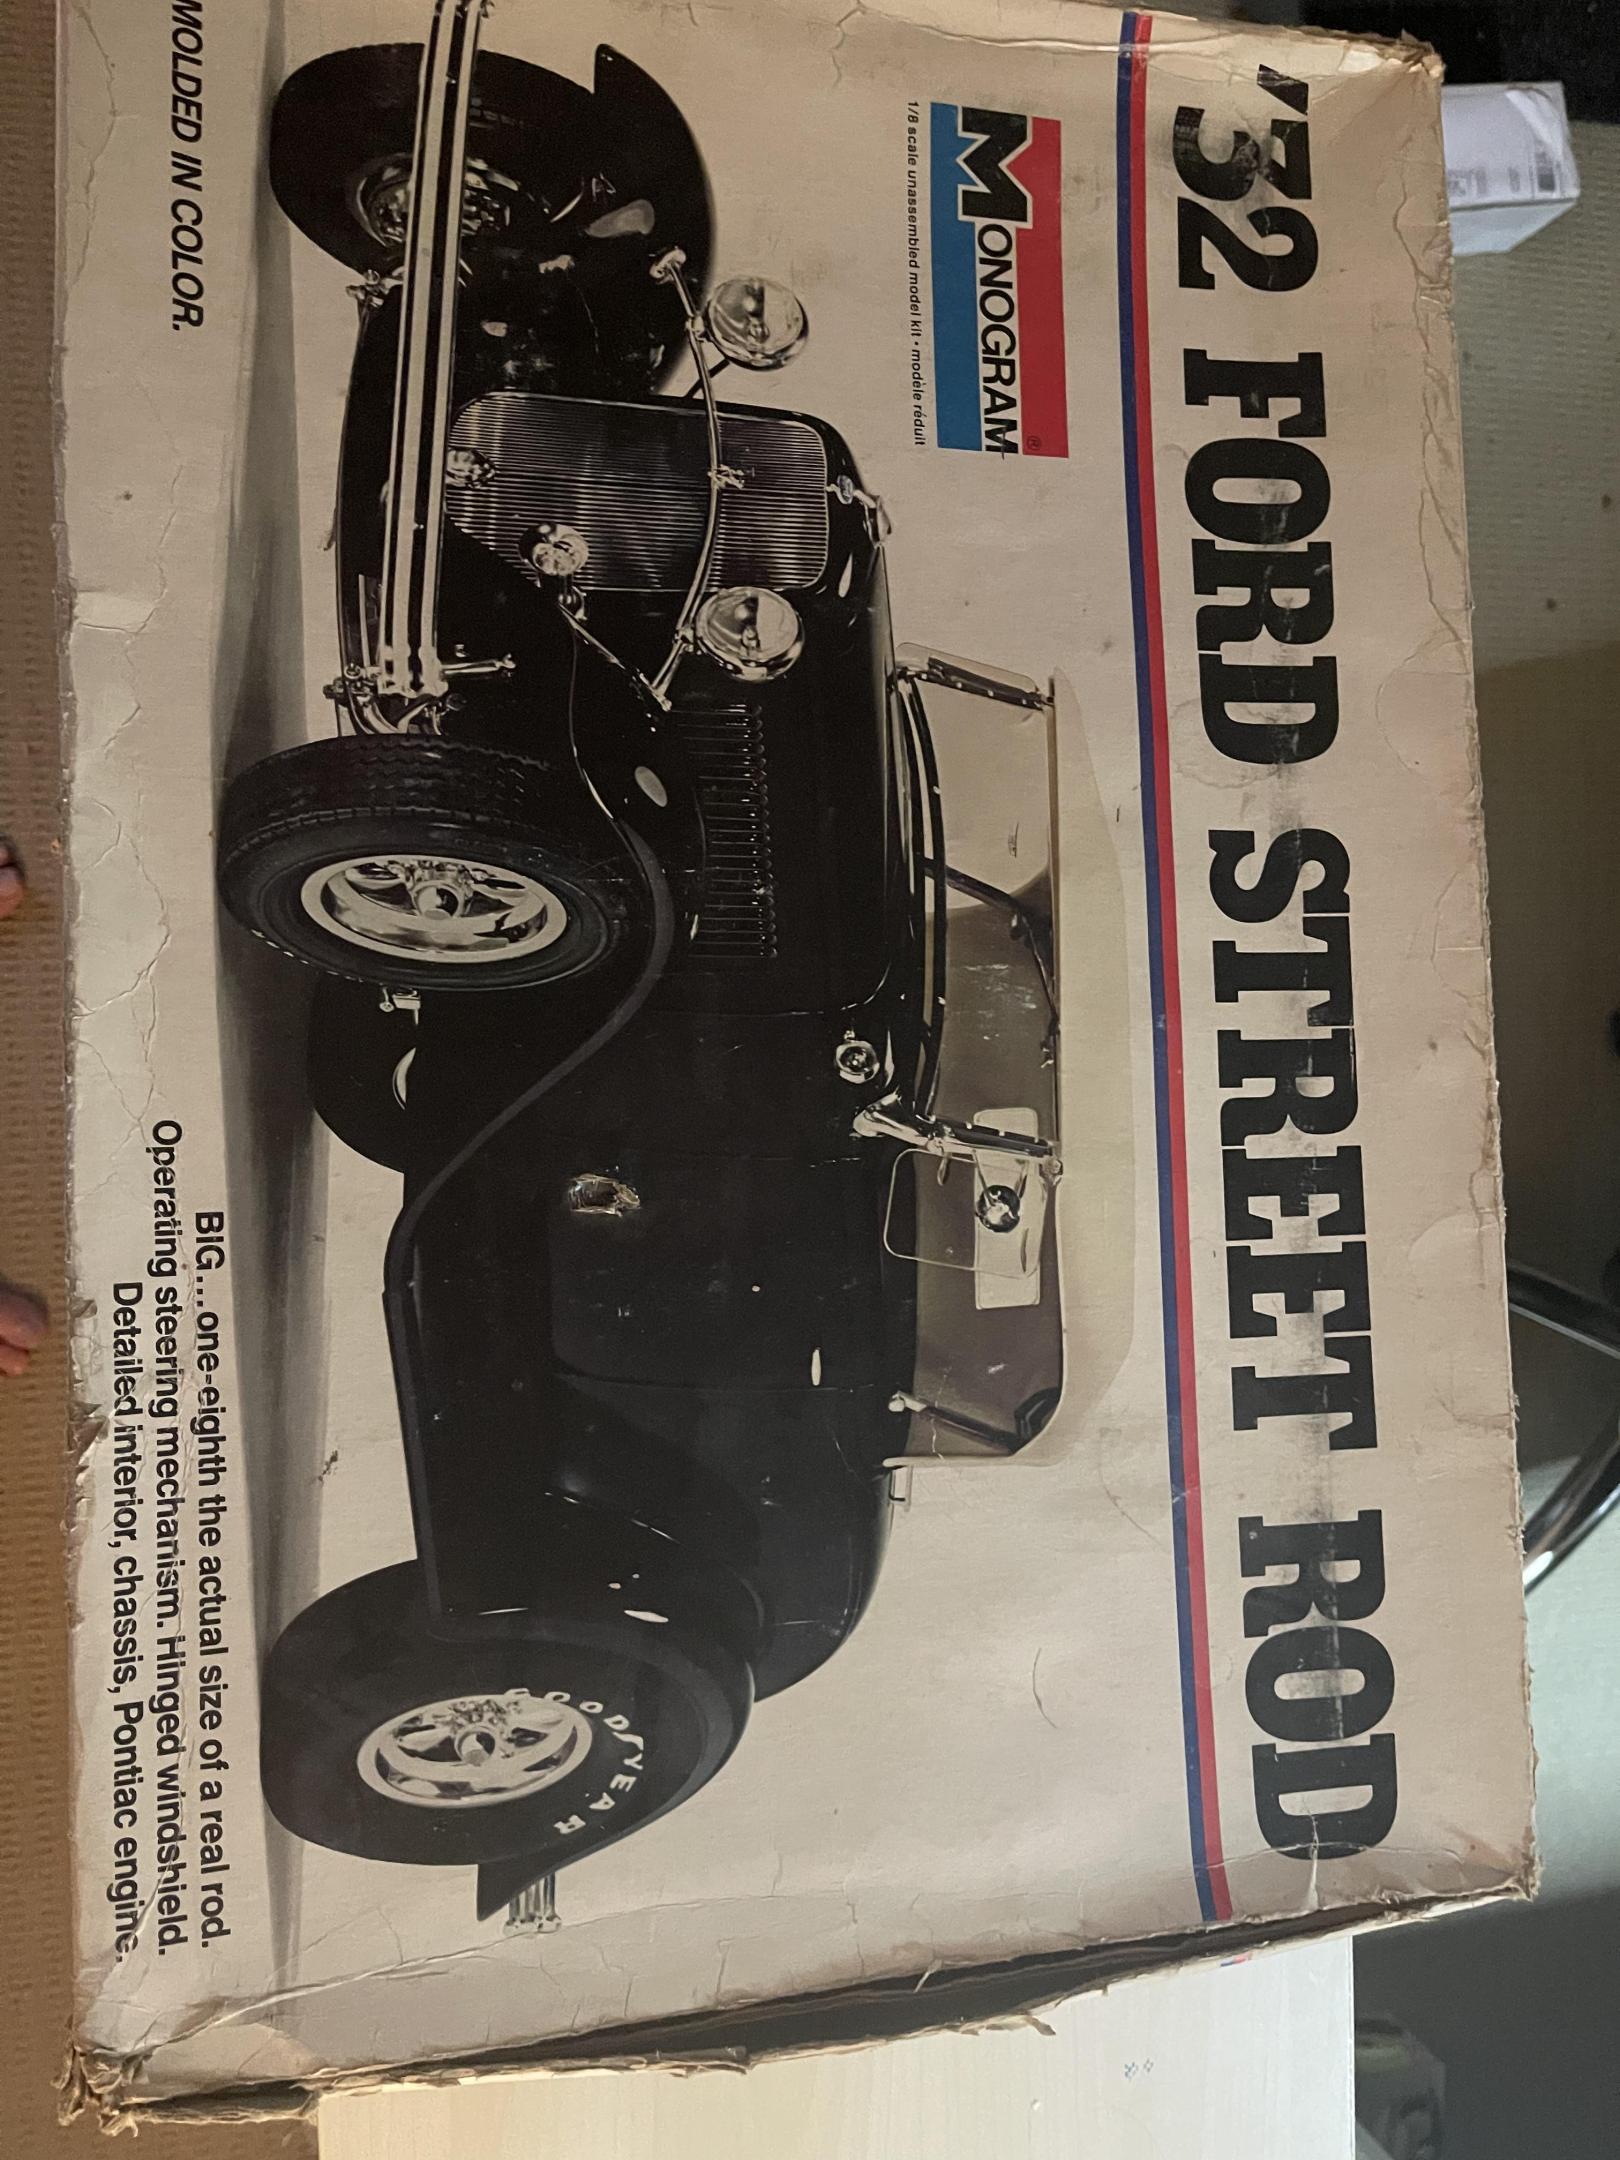 '32 FORD STREET ROD
MONOGRAM®
1/8 scale unassembled model kit • modèle réduit
GOODYEAR
MOLDED IN COLOR.
BIG...one-eighth the actual size of a real rod.
Operating steering mechanism. Hinged windshield.
Detailed interior, chassis, Pontiac engine.